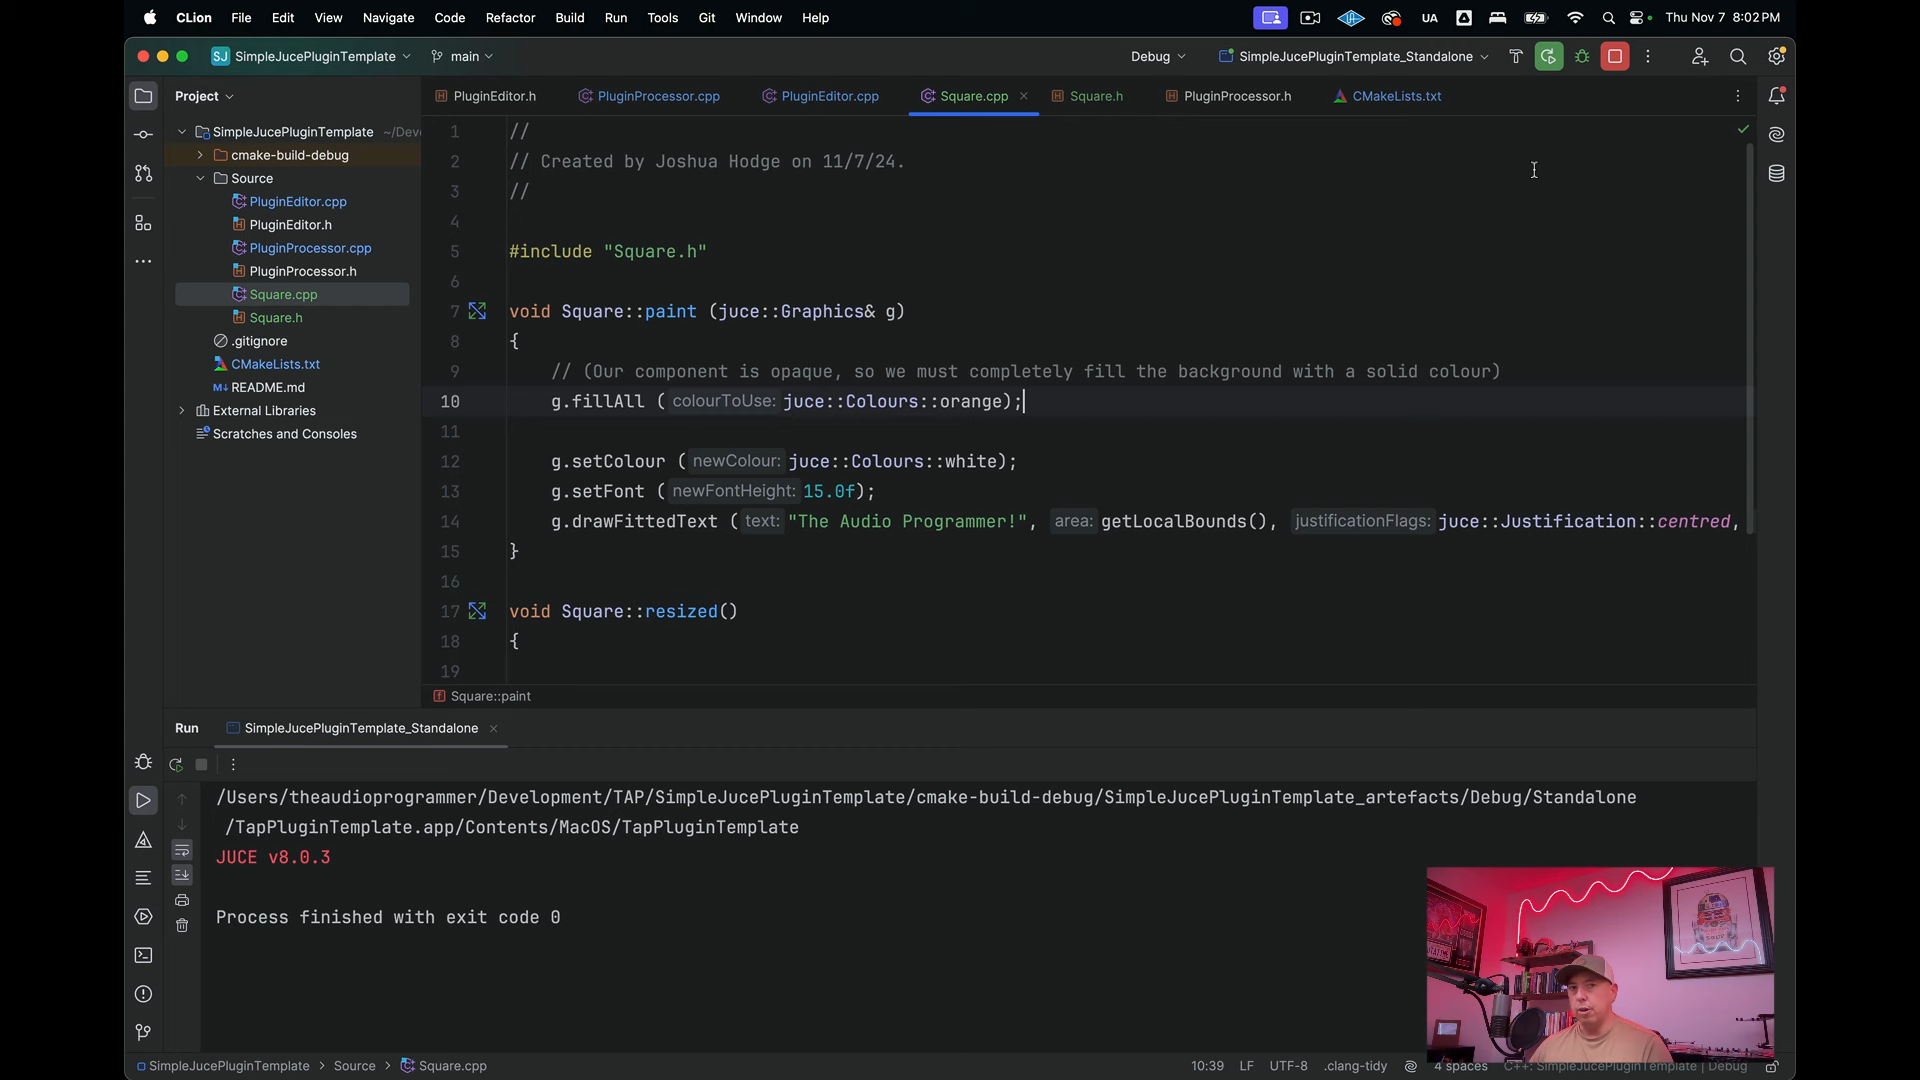 CLion File Edit View Navigate Code Refactor Build Run Tools Git Window Help UA Thu Nov 7 8:02 PM
SJ SimpleJucePluginTemplate main Debug SimpleJucePluginTemplate_Standalone
Project PluginEditor.h PluginProcessor.cpp PluginEditor.cpp Square.cpp Square.h PluginProcessor.h CMakeLists.txt
SimpleJucePluginTemplate ~/Deve
cmake-build-debug
Source
PluginEditor.cpp
PluginEditor.h
PluginProcessor.cpp
PluginProcessor.h
Square.cpp
Square.h
.gitignore
CMakeLists.txt
README.md
External Libraries
Scratches and Consoles
1 //
2 // Created by Joshua Hodge on 11/7/24.
3 //
4
5 #include "Square.h"
6
7 void Square::paint (juce::Graphics& g)
8 {
9 // (Our component is opaque, so we must completely fill the background with a solid colour)
10 g.fillAll ( colourToUse: juce::Colours::orange);
11
12 g.setColour ( newColour: juce::Colours::white);
13 g.setFont ( newFontHeight: 15.0f);
14 g.drawFittedText ( text: "The Audio Programmer!", area: getLocalBounds(), justificationFlags: juce::Justification::centred,
15 }
16
17 void Square::resized()
18 {
19
Square::paint
Run SimpleJucePluginTemplate_Standalone
/Users/theaudioprogrammer/Development/TAP/SimpleJucePluginTemplate/cmake-build-debug/SimpleJucePluginTemplate_artefacts/Debug/Standalone
/TapPluginTemplate.app/Contents/MacOS/TapPluginTemplate
JUCE v8.0.3
Process finished with exit code 0
SimpleJucePluginTemplate > Source > Square.cpp 10:39 LF UTF-8 .clang-tidy 4 spaces C++: SimpleJucePluginTemplate | Debug